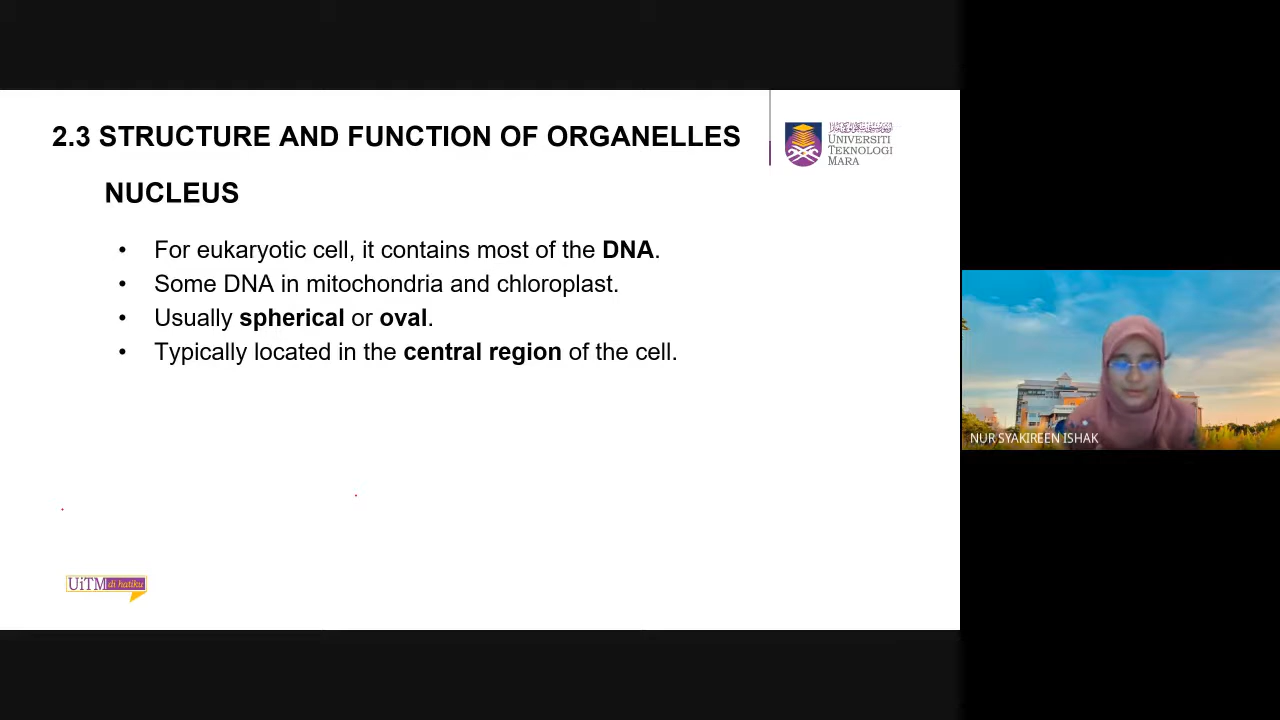 2.3 STRUCTURE AND FUNCTION OF ORGANELLES
UNIVERSITI
TEKNOLOGI
MARA
NUCLEUS
• For eukaryotic cell, it contains most of the DNA.
• Some DNA in mitochondria and chloroplast.
• Usually spherical or oval.
• Typically located in the central region of the cell.
NUR SYAKIREEN ISHAK
UiTM di hatiku